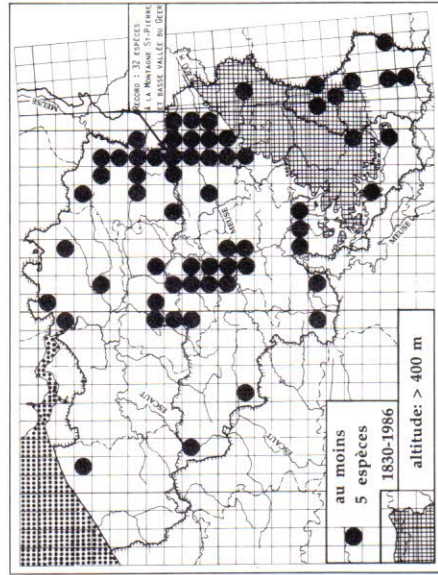 RECORD : 32 ESPÈCES
A LA MONTAGNE ST-PIERRE
ET BASSE VALLÉE DU GEER
MEUSE
MEUSE
MEUSE
ESCAUT
ESCAUT
au moins
5 espèces
1830-1986
altitude: > 400 m